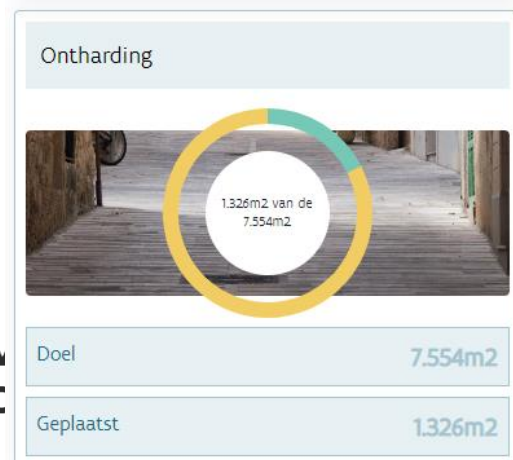 Ontharding
1.326m2 van de
7.554m2
Doel 7.554m2
Geplaatst 1.326m2